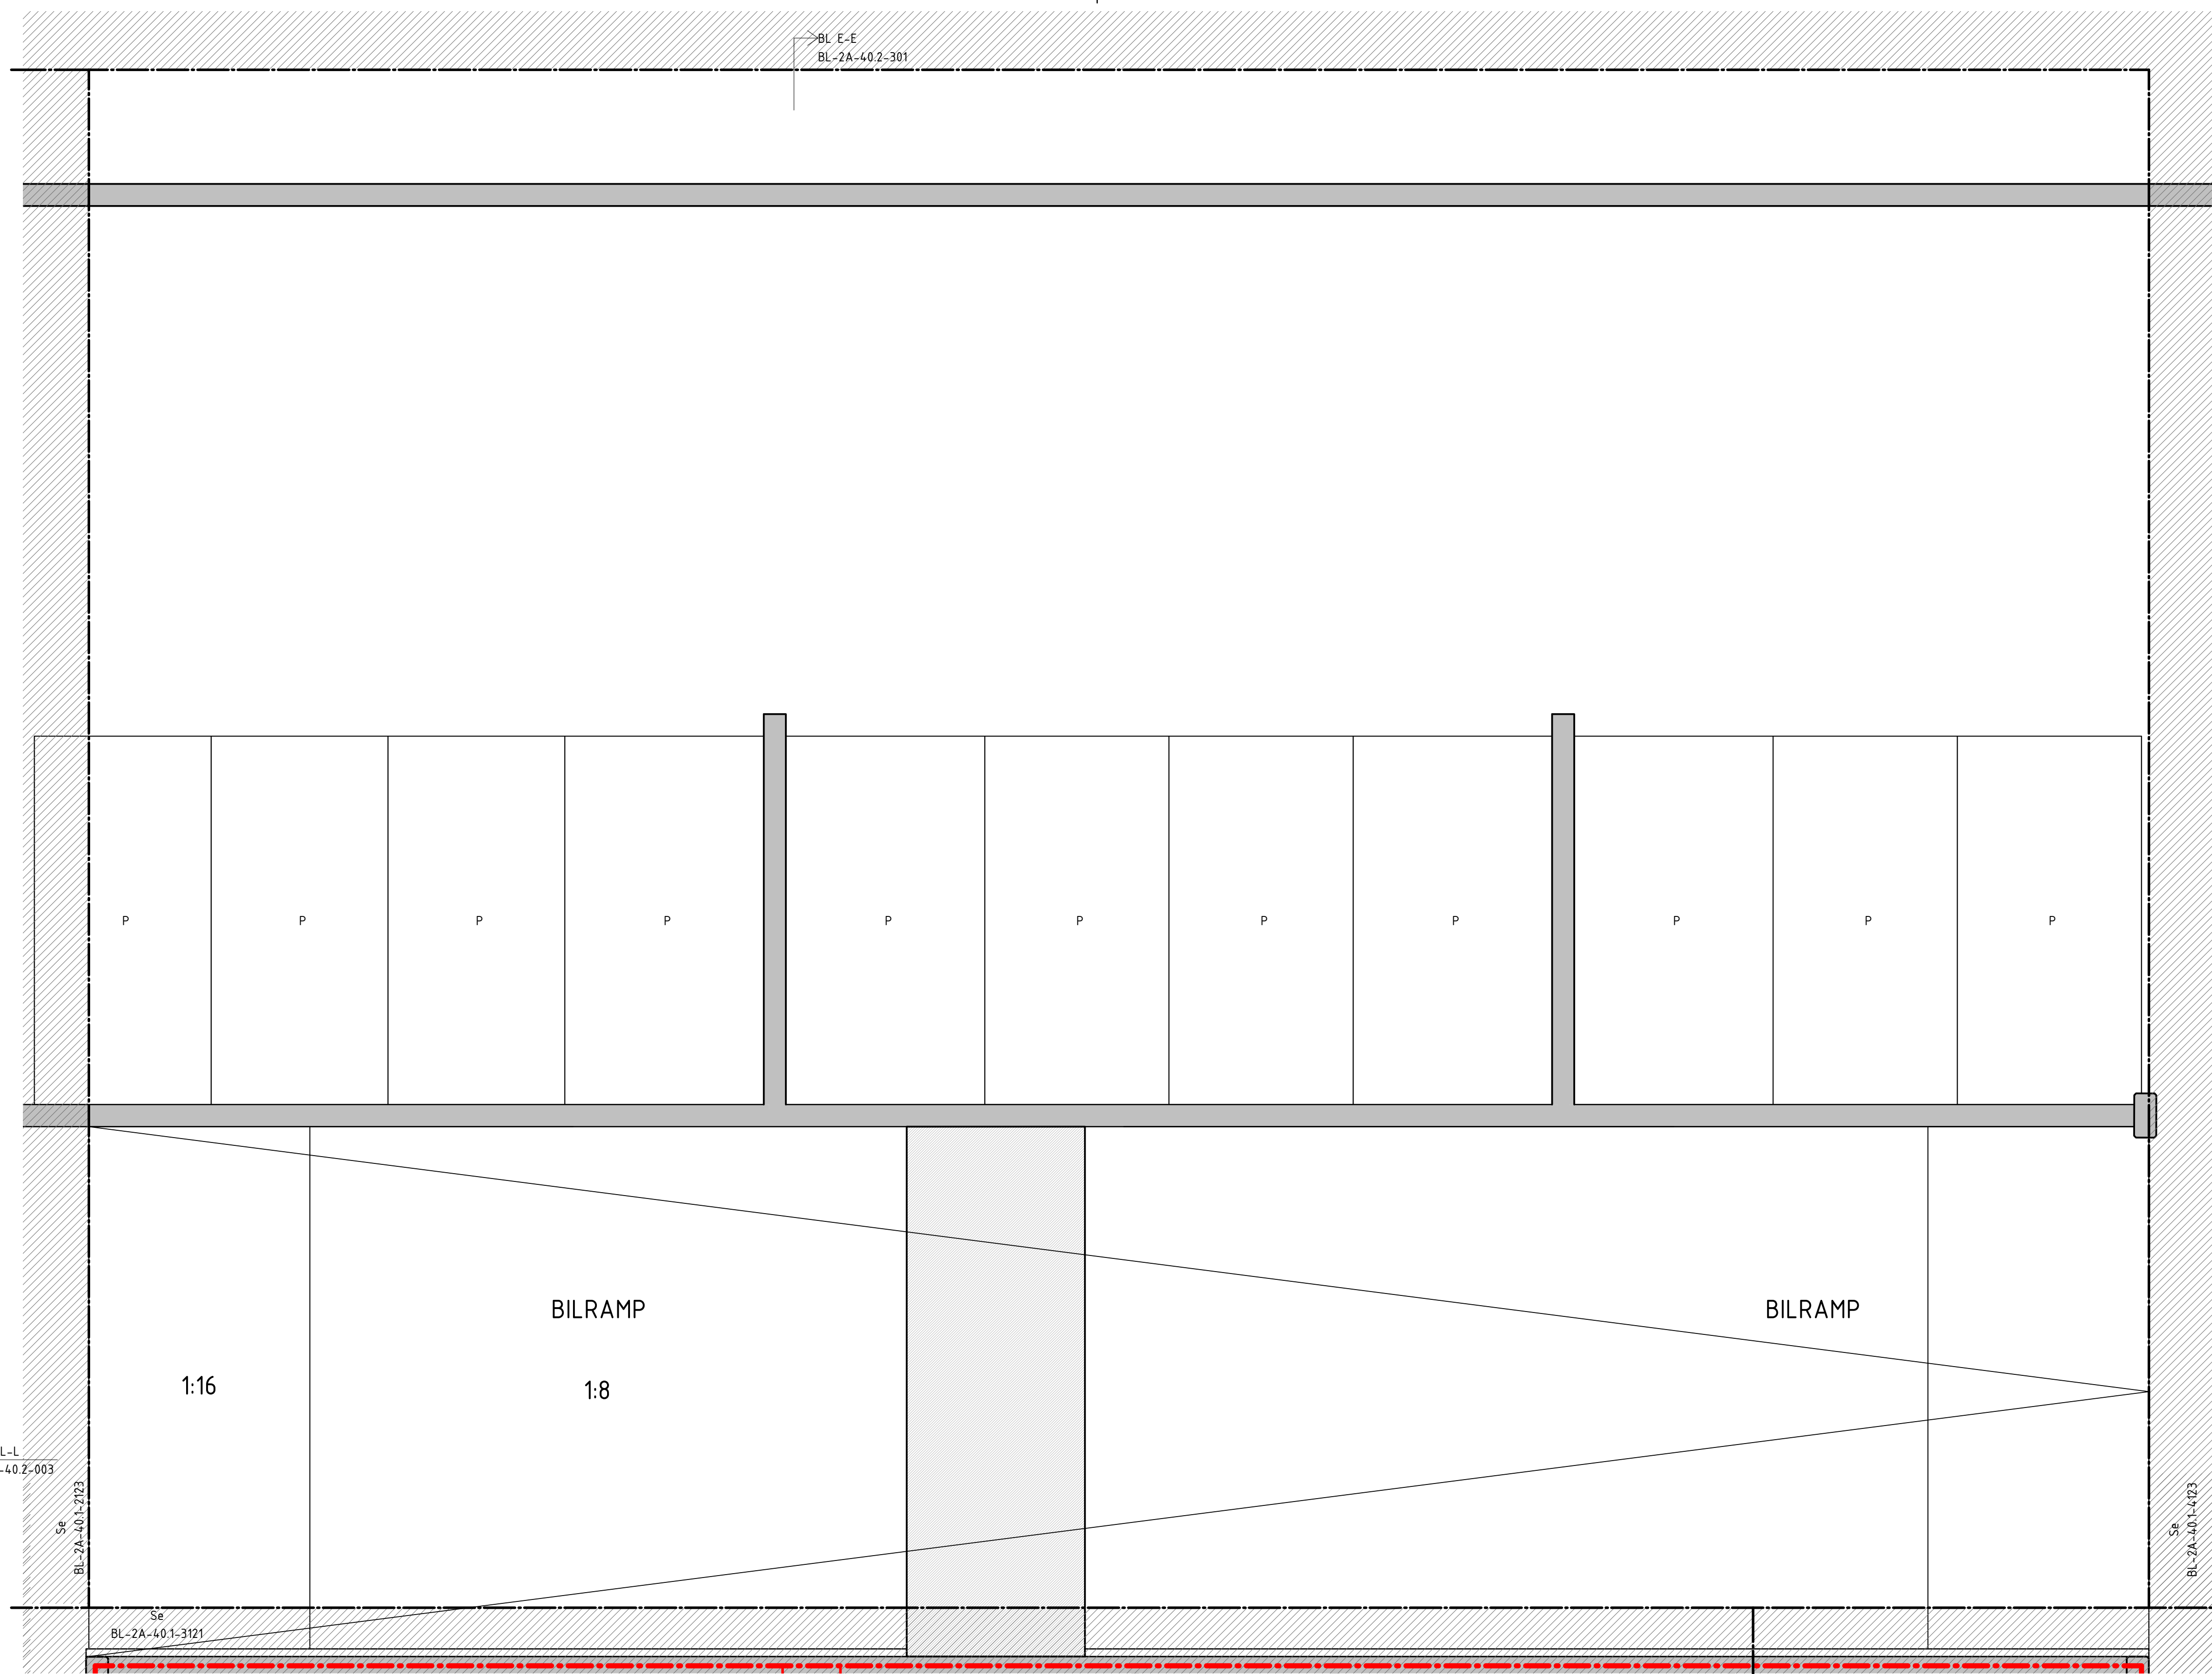 BL E-E
BL-2A-40.2-301
P P P P P P P P P P P
BILRAMP BILRAMP
1:16 1:8
L-L
-40.2-003
Se
BL-2A-40.1-2123
Se
BL-2A-40.1-4123
Se
BL-2A-40.1-3121